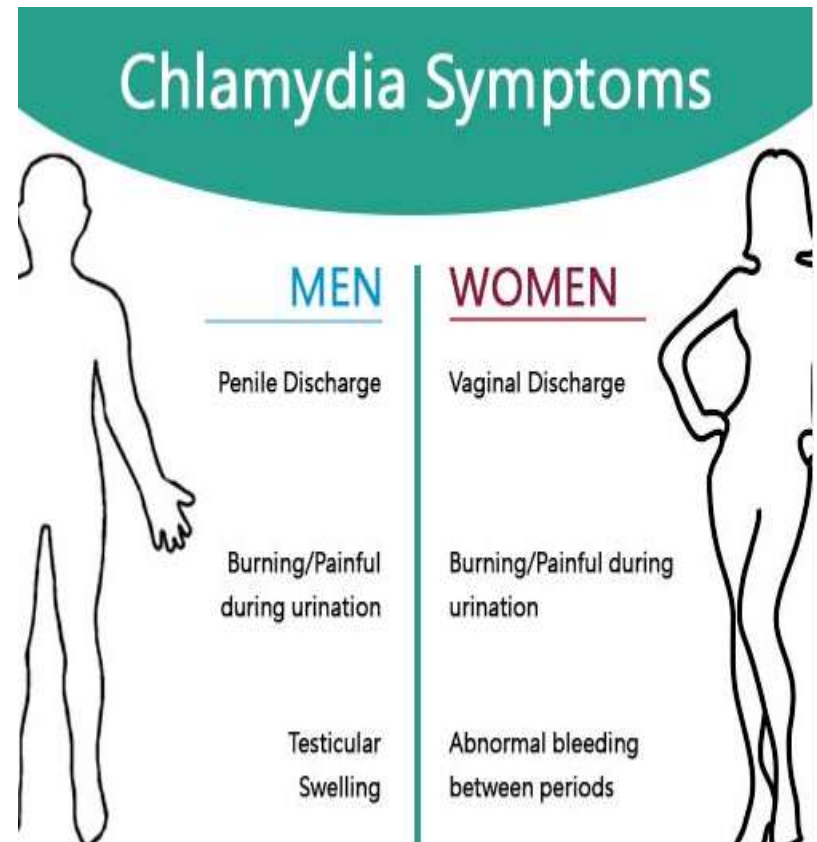 Chlamydia Symptoms
MEN
Penile Discharge
Burning/Painful
during urination
Testicular
Swelling
WOMEN
Vaginal Discharge
Burning/Painful during
urination
Abnormal bleeding
between periods